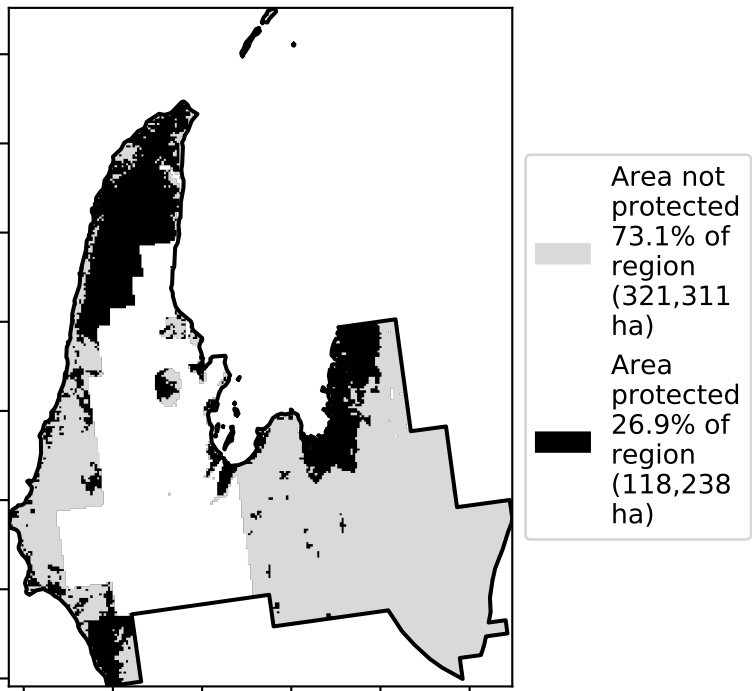 Area not
protected
73.1% of
region
(321,311
ha)
Area
protected
26.9% of
region
(118,238
ha)